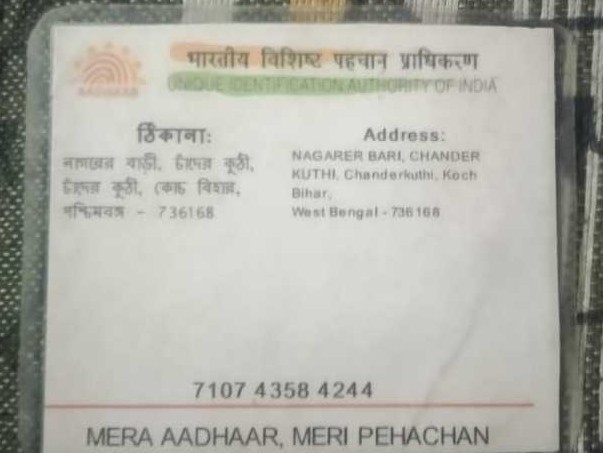 भारतीय विशिष्ट पहचान प्राधिकरण
UNIQUE IDENTIFICATION AUTHORITY OF INDIA
AADHAAR
ঠিকানা:
নাগরের বাড়ী, চাঁন্দের কুঠী,
চাঁন্দের কুঠী, কোচ বিহার,
পশ্চিমবঙ্গ - 736168
Address:
NAGARER BARI, CHANDER
KUTHI, Chanderkuthi, Koch
Bihar,
West Bengal - 736168
7107 4358 4244
MERA AADHAAR, MERI PEHACHAN